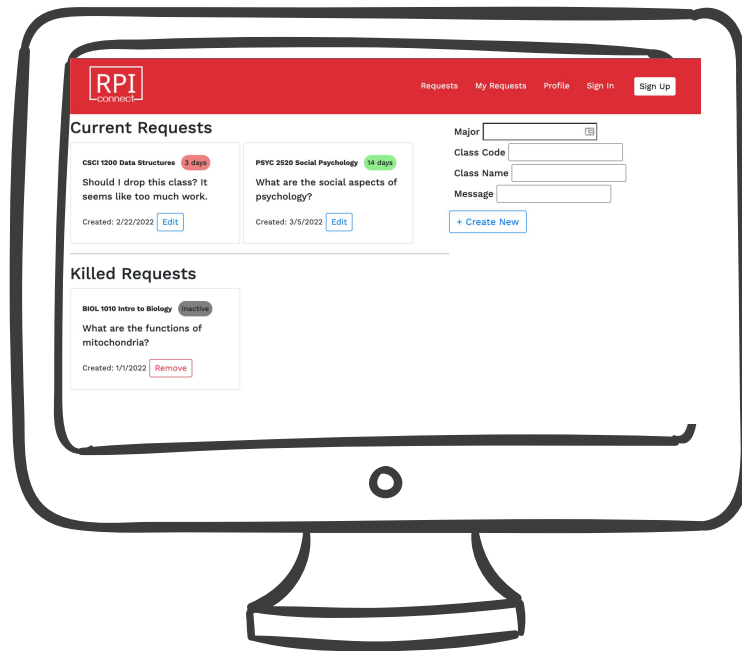 RPI
connect
Requests My Requests Profile Sign In Sign Up
Current Requests
CSCI 1200 Data Structures 3 days
Should I drop this class? It
seems like too much work.
Created: 2/22/2022 Edit
PSYC 2520 Social Psychology 14 days
What are the social aspects of
psychology?
Created: 3/5/2022 Edit
Killed Requests
BIOL 1010 Intro to Biology Inactive
What are the functions of
mitochondria?
Created: 1/1/2022 Remove
Major
Class Code
Class Name
Message
+ Create New